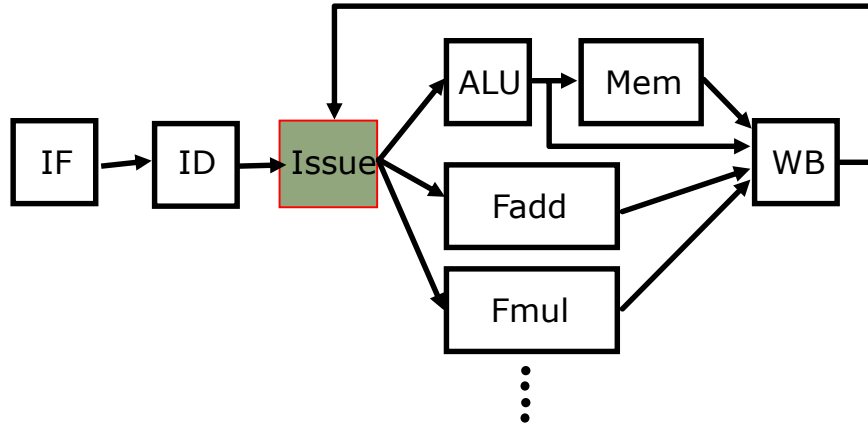 IF
ID
Issue
ALU
Mem
Fadd
Fmul
WB